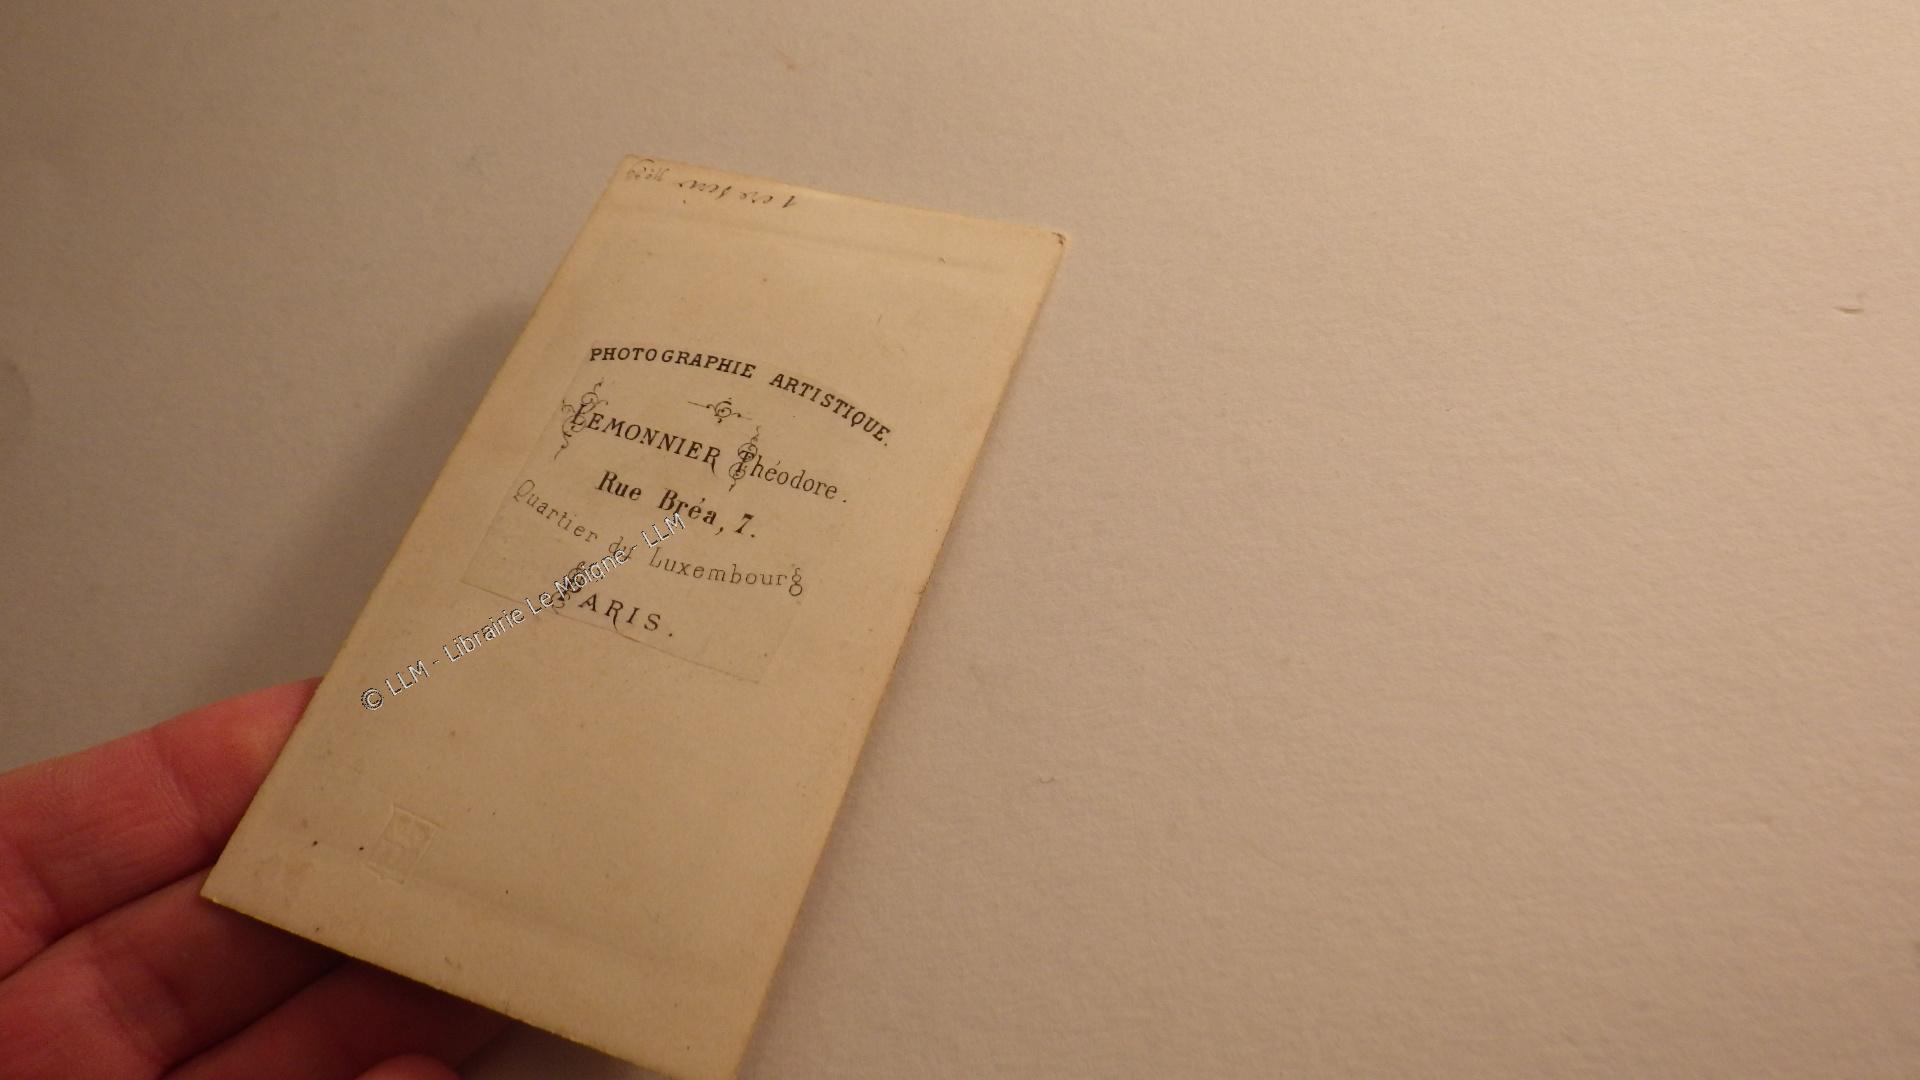 PHOTOGRAPHIE ARTISTIQUE.
LEMONNIER Théodore.
Rue Bréa, 7.
Quartier du Luxembourg
PARIS.
© LLM - Librairie Le Moigne - LLM